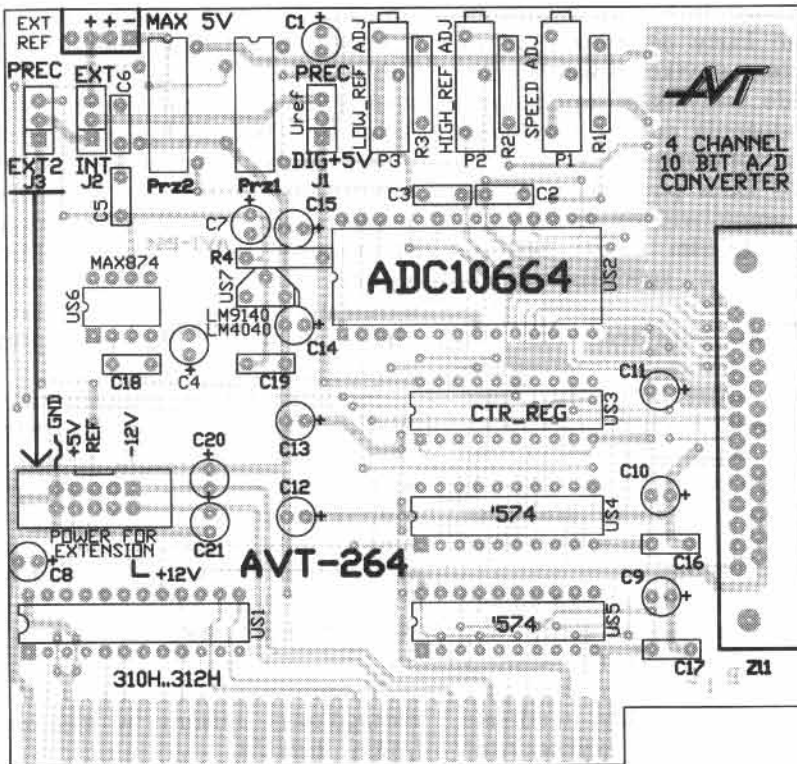 EXT + + - MAX 5V
REF
C1
PREC
EXT
C6
PREC
Uref
LOW_REF ADJ
HIGH_REF ADJ
SPEED ADJ
R3
R2
R1
P3
P2
P1
AVT
4 CHANNEL
10 BIT A/D
CONVERTER
EXT2
INT
Prz2
Prz1
DIG+5V
J3
J2
J1
C5
C7
C15
C3
C2
R4
MAX874
US6
US7
LM9140
LM4040
ADC10664
US2
C14
C18
C4
C19
C11
CTR_REG
US3
GND
+5V
REF
-12V
C20
C13
C10
C12
'574
US4
POWER FOR
EXTENSION
C21
C16
C8
+12V
AVT-264
C9
US1
'574
US5
C17
310H..312H
Zl1